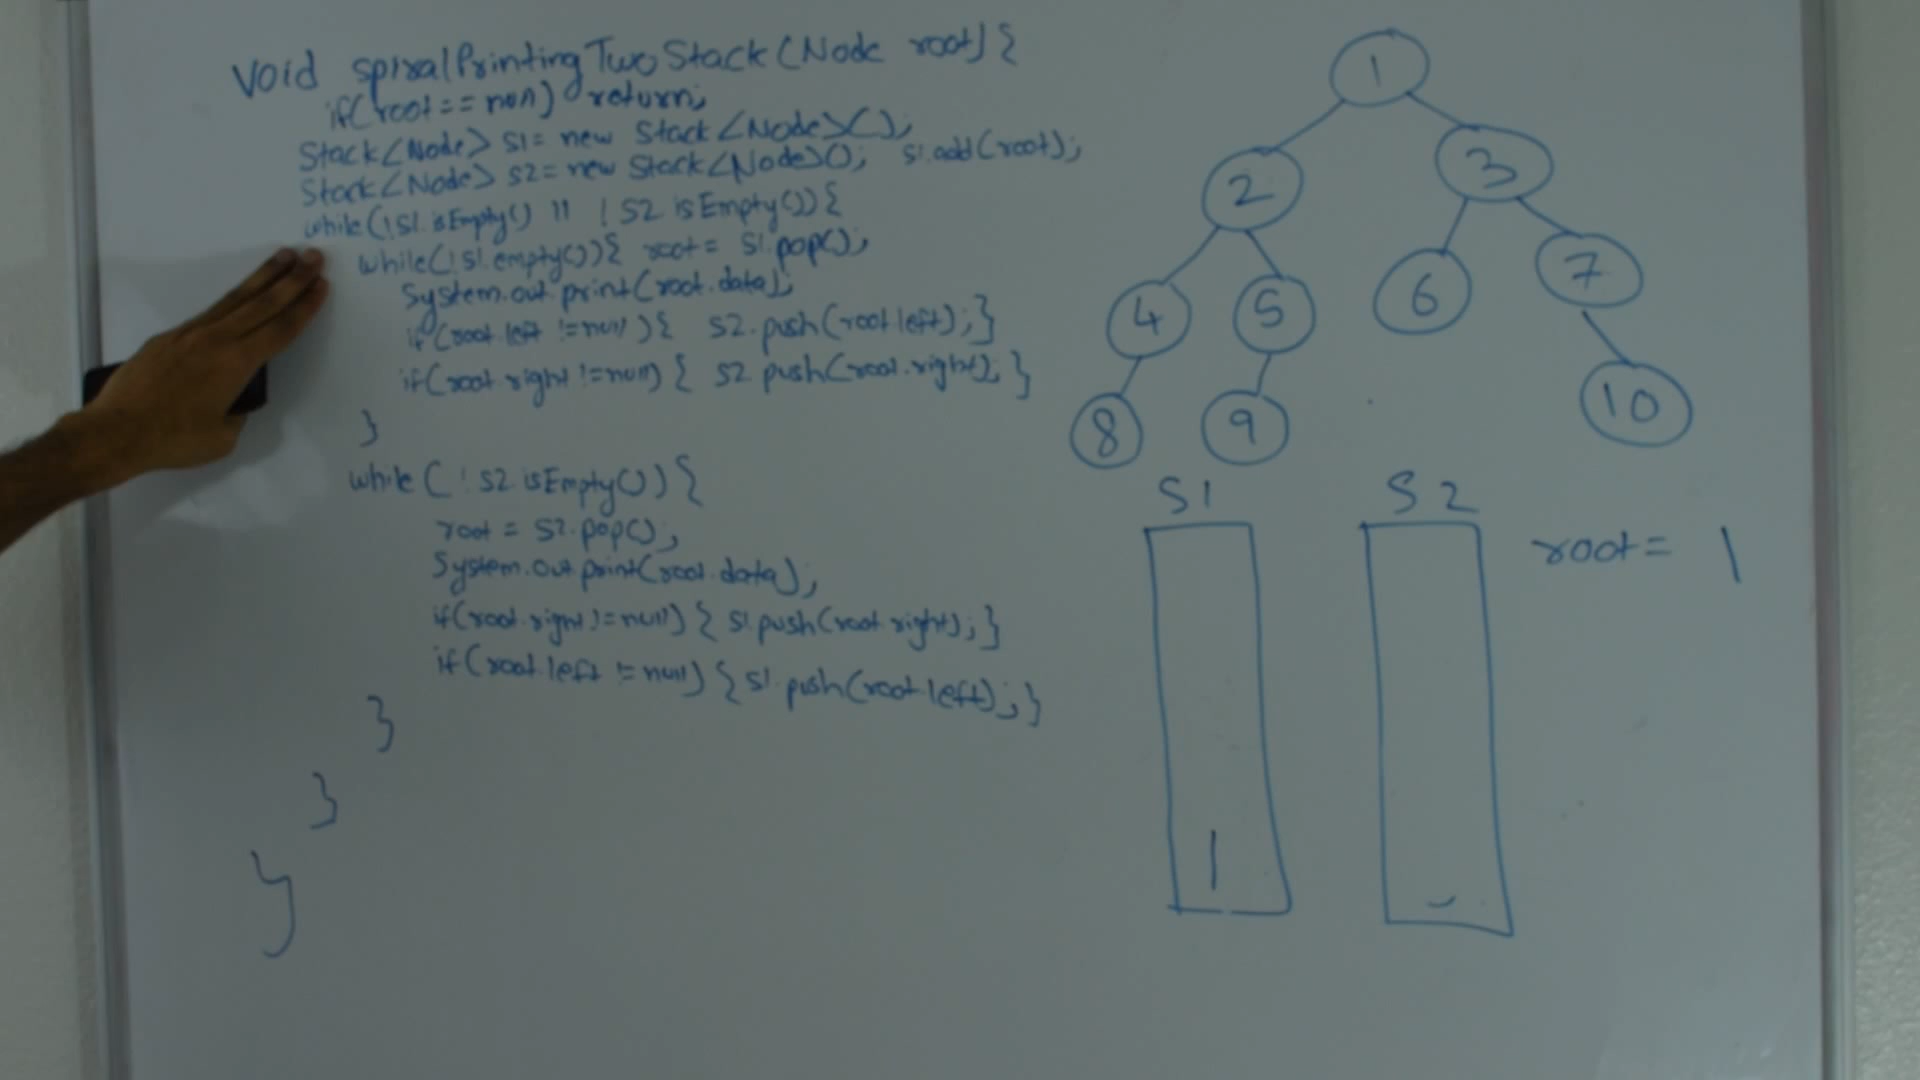 Void spiralPrintingTwoStack(Node root){
if(root==null) return;
Stack<Node> S1= new Stack<Node>();
Stack<Node> S2= new Stack<Node>(); S1.add(root);
while(!S1.isEmpty() || !S2 isEmpty()){
while(!S1.empty()){ root= S1.pop();
System.out.print(root.data);
if(root.left !=null){ S2.push(root.left);}
if(root.right !=null) { S2.push(root.right);}
}
while(!S2 isEmpty()){
root = S2.pop();
System.out.print(root.data);
if(root.right!=null){ S1.push(root.right);}
if(root.left !=null){S1.push(root.left);}
}
}
}
1
2 3
4 5 6 7
8 9 10
S1 S2
root= 1
1